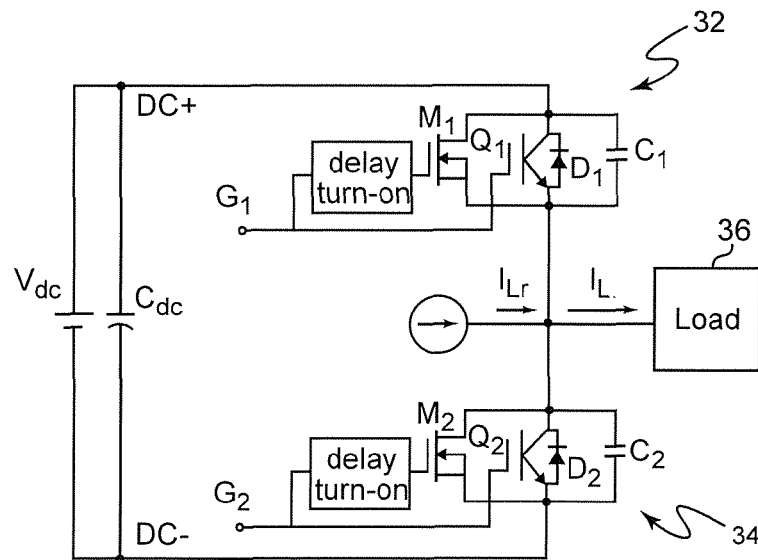 32
DC+
M1
Q1
D1
C1
delay
turn-on
G1
36
Vdc
Cdc
ILr
IL.
Load
M2
Q2
D2
C2
delay
turn-on
G2
DC-
34